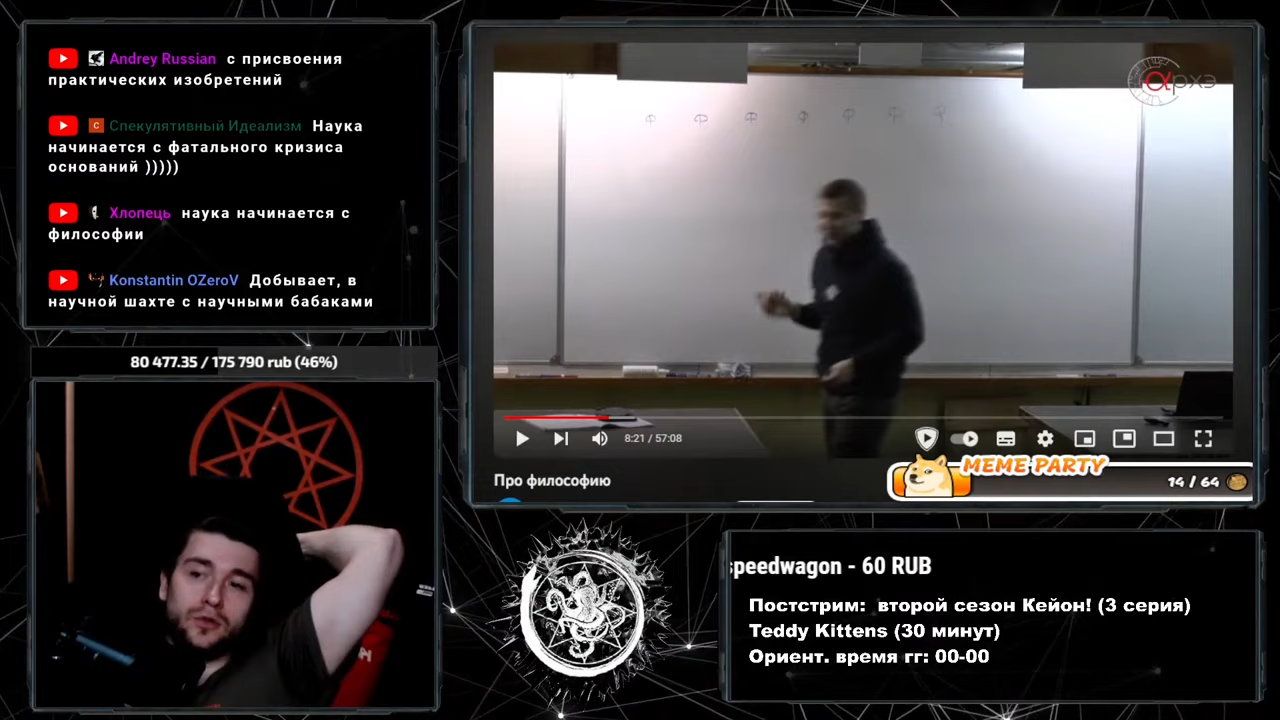 Andrey Russian с присвоения
практических изобретений
С Спекулятивный Идеализм Наука
начинается с фатального кризиса
оснований )))))
Хлопець наука начинается с
философии
Konstantin OZeroV Добывает, в
научной шахте с научными бабаками
80 477.35 / 175 790 rub (46%)
αрхэ
Ф Ф Ф Ф Ф Ф Ф
8:21 / 57:08
Про философию
MEME PARTY
14 / 64
speedwagon - 60 RUB
Постстрим: второй сезон Кейон! (3 серия)
Teddy Kittens (30 минут)
Ориент. время гг: 00-00